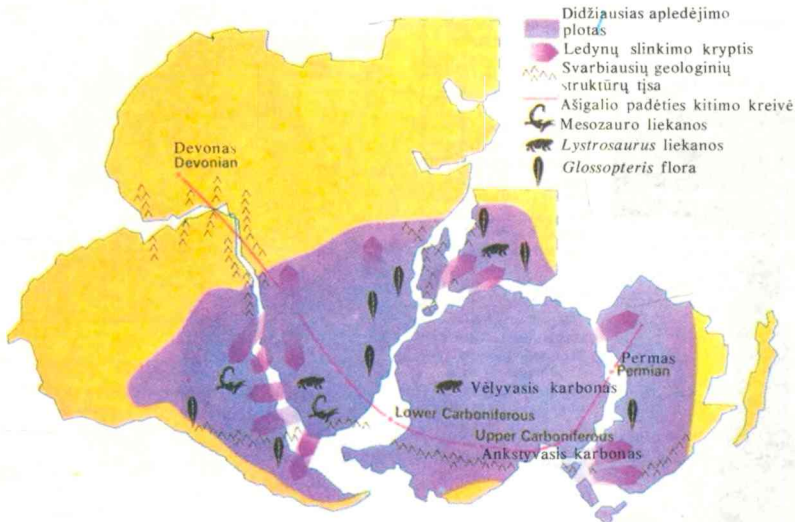 Didžiausias apledėjimo
plotas
Ledynų slinkimo kryptis
Svarbiausių geologinių
struktūrų tįsa
Ašigalio padėties kitimo kreivė
Mesozauro liekanos
Lystrosaurus liekanos
Glossopteris flora
Devonas
Devonian
Permas
Permian
Vėlyvasis karbonas
Lower Carboniferous
Upper Carboniferous
Ankstyvasis karbonas